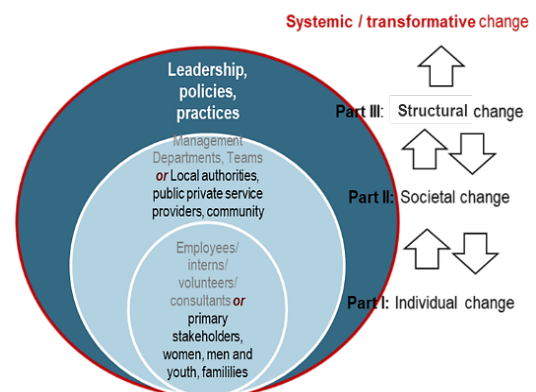 Systemic / transformative change
Leadership,
policies,
practices
Part III: Structural change
Management
Departments, Teams
or Local authorities,
public private service
providers, community
Part II: Societal change
Employees/
interns/
volunteers/
consultants or
primary
stakeholders,
women, men and
youth, famililies
Part I: Individual change